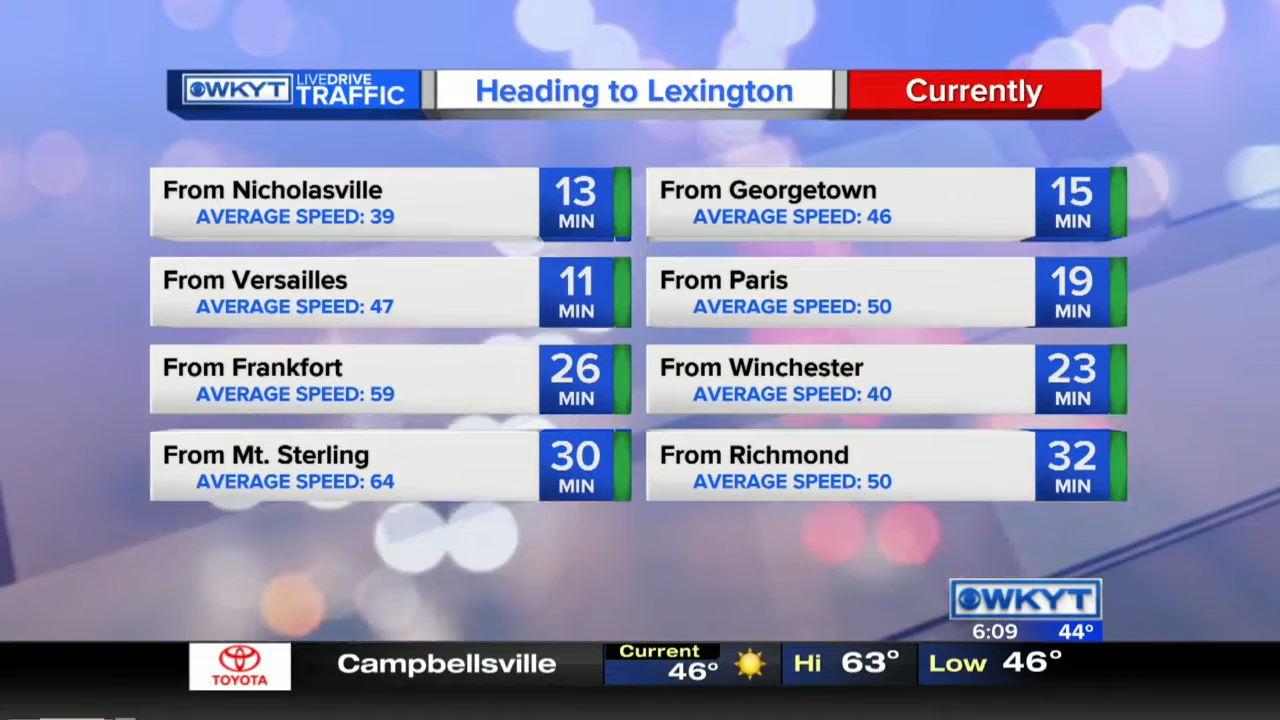 WKYT LIVEDRIVE TRAFFIC
Heading to Lexington
Currently
From Nicholasville
AVERAGE SPEED: 39
13 MIN
From Georgetown
AVERAGE SPEED: 46
15 MIN
From Versailles
AVERAGE SPEED: 47
11 MIN
From Paris
AVERAGE SPEED: 50
19 MIN
From Frankfort
AVERAGE SPEED: 59
26 MIN
From Winchester
AVERAGE SPEED: 40
23 MIN
From Mt. Sterling
AVERAGE SPEED: 64
30 MIN
From Richmond
AVERAGE SPEED: 50
32 MIN
WKYT
6:09 44°
TOYOTA
Campbellsville
Current
46°
Hi 63°
Low 46°